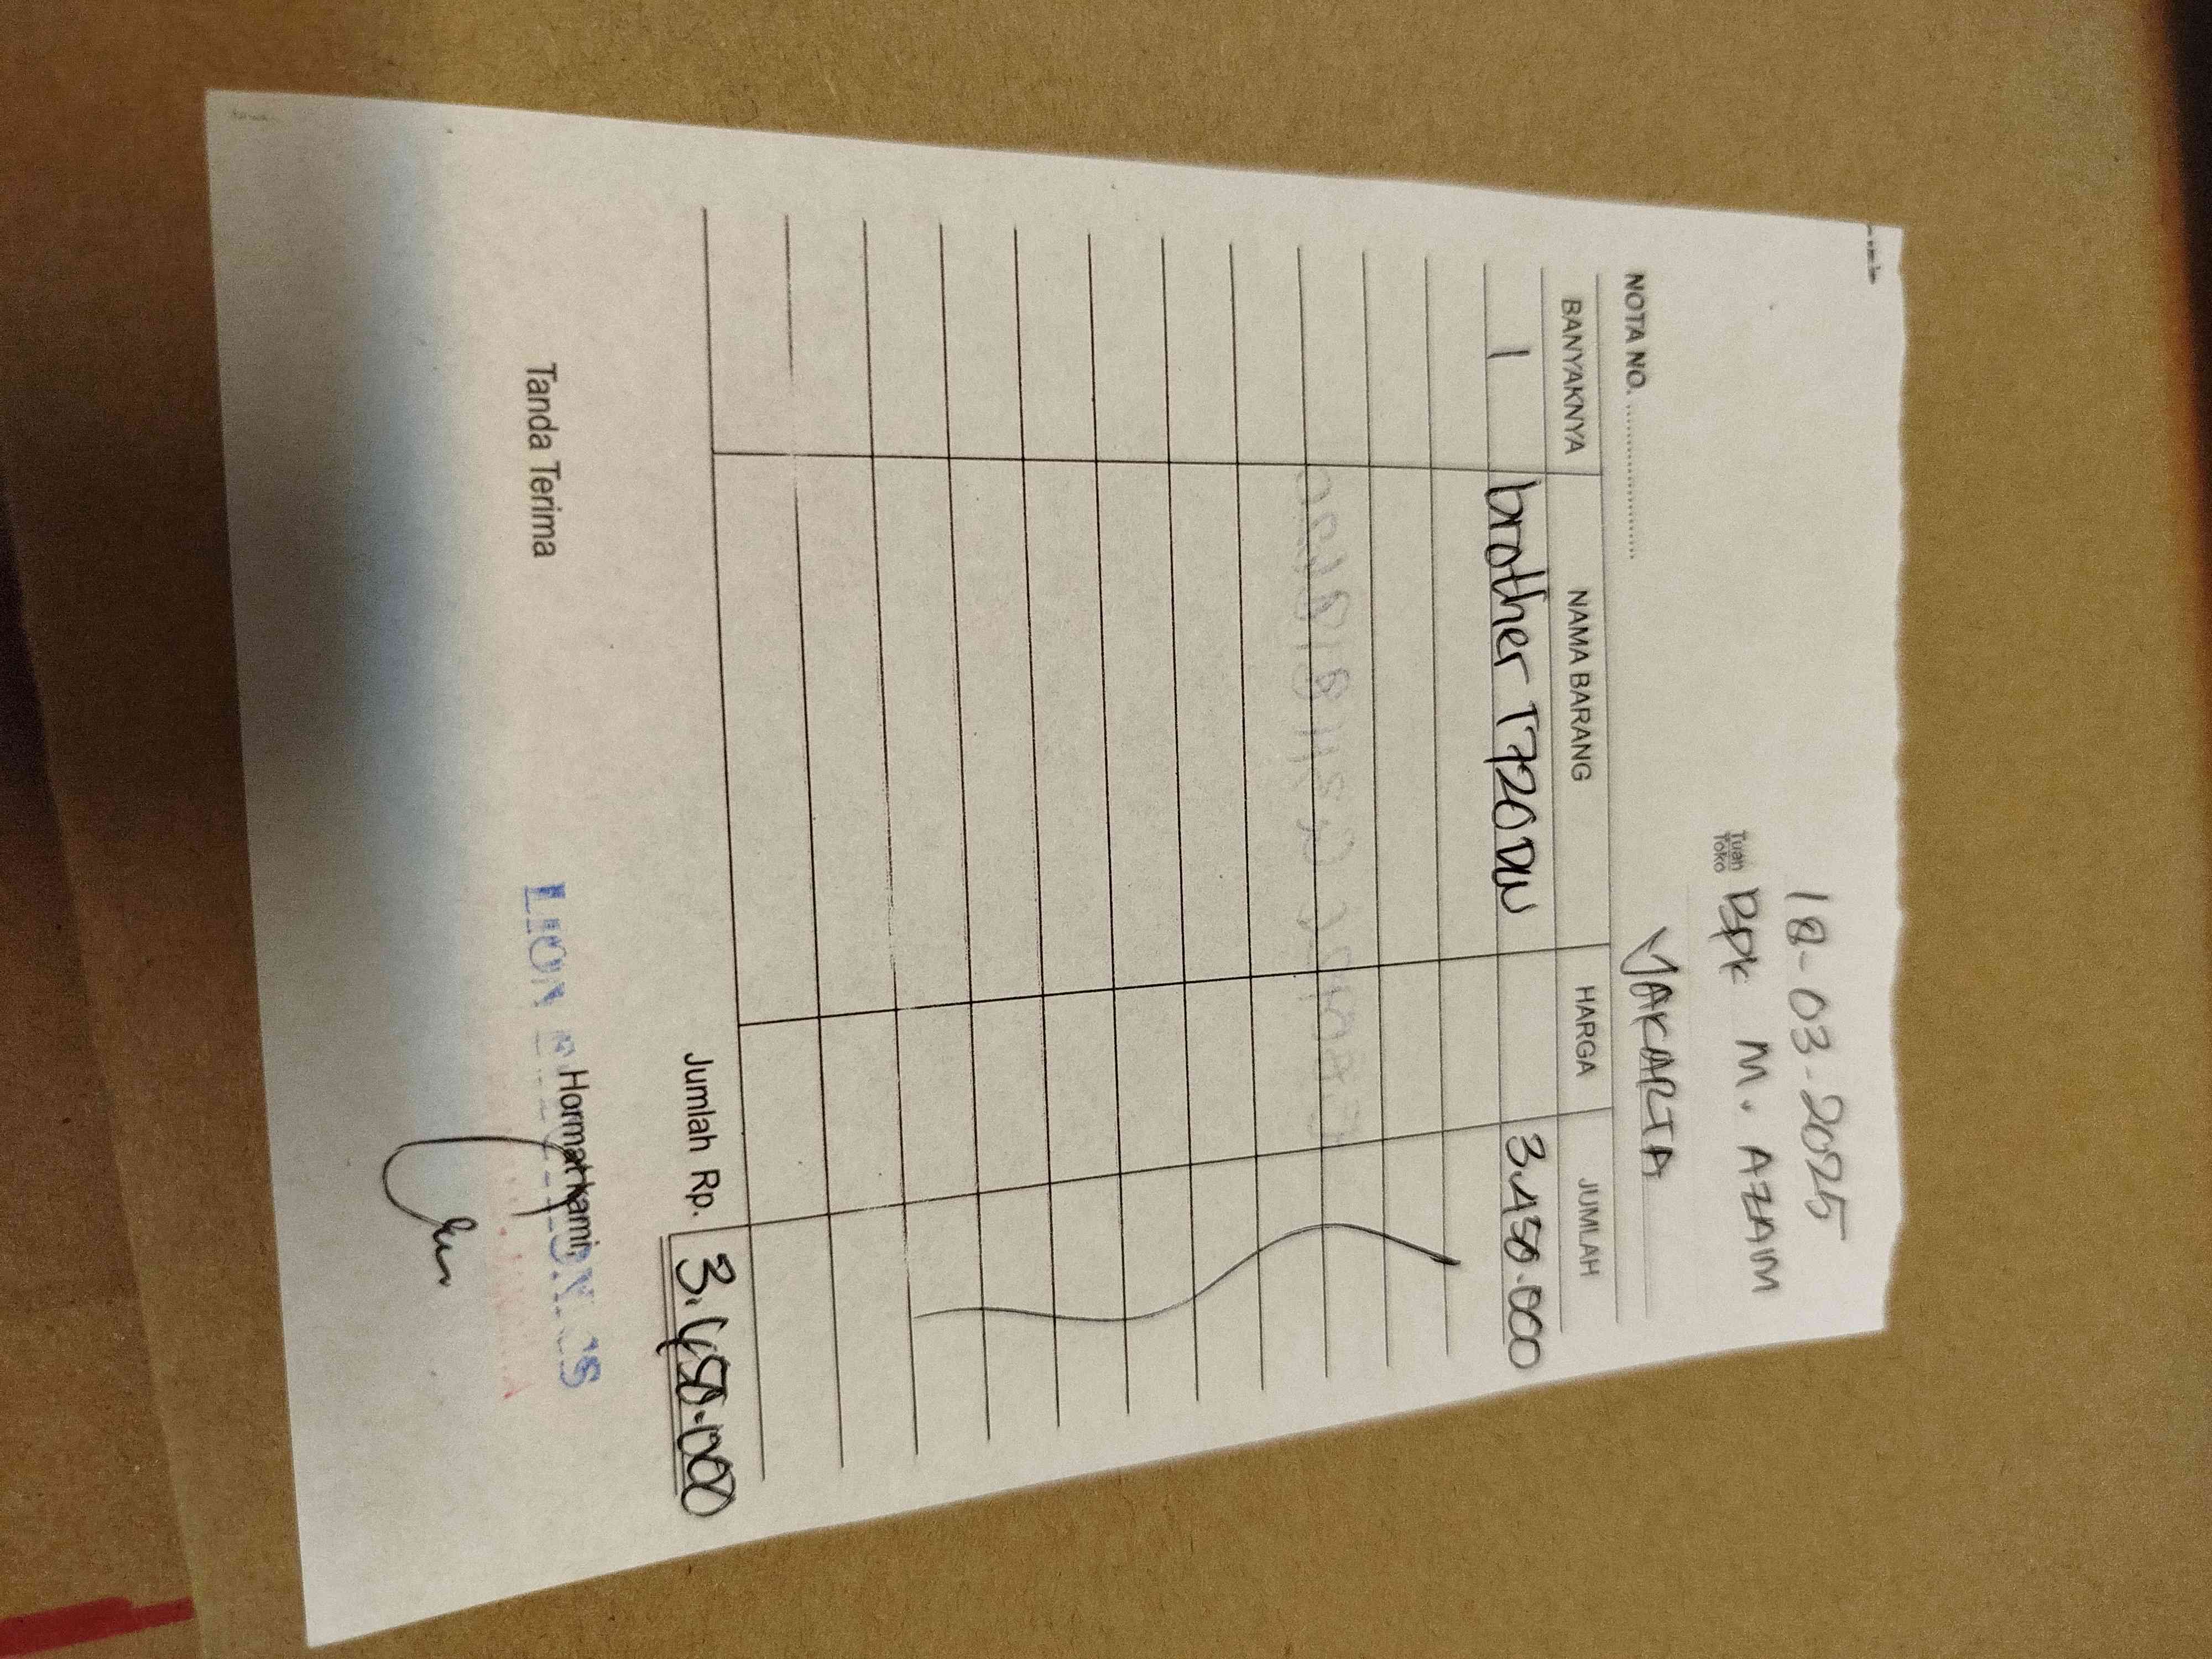 18-03-2025
Tuan
Toko Bpk M. AZAIM
JAKARTA
NOTA NO. ..............................
BANYAKNYA NAMA BARANG HARGA JUMLAH
1 brother T720DW 3.450.000
Jumlah Rp. 3.450.000
Tanda Terima Hormat kami,
LION